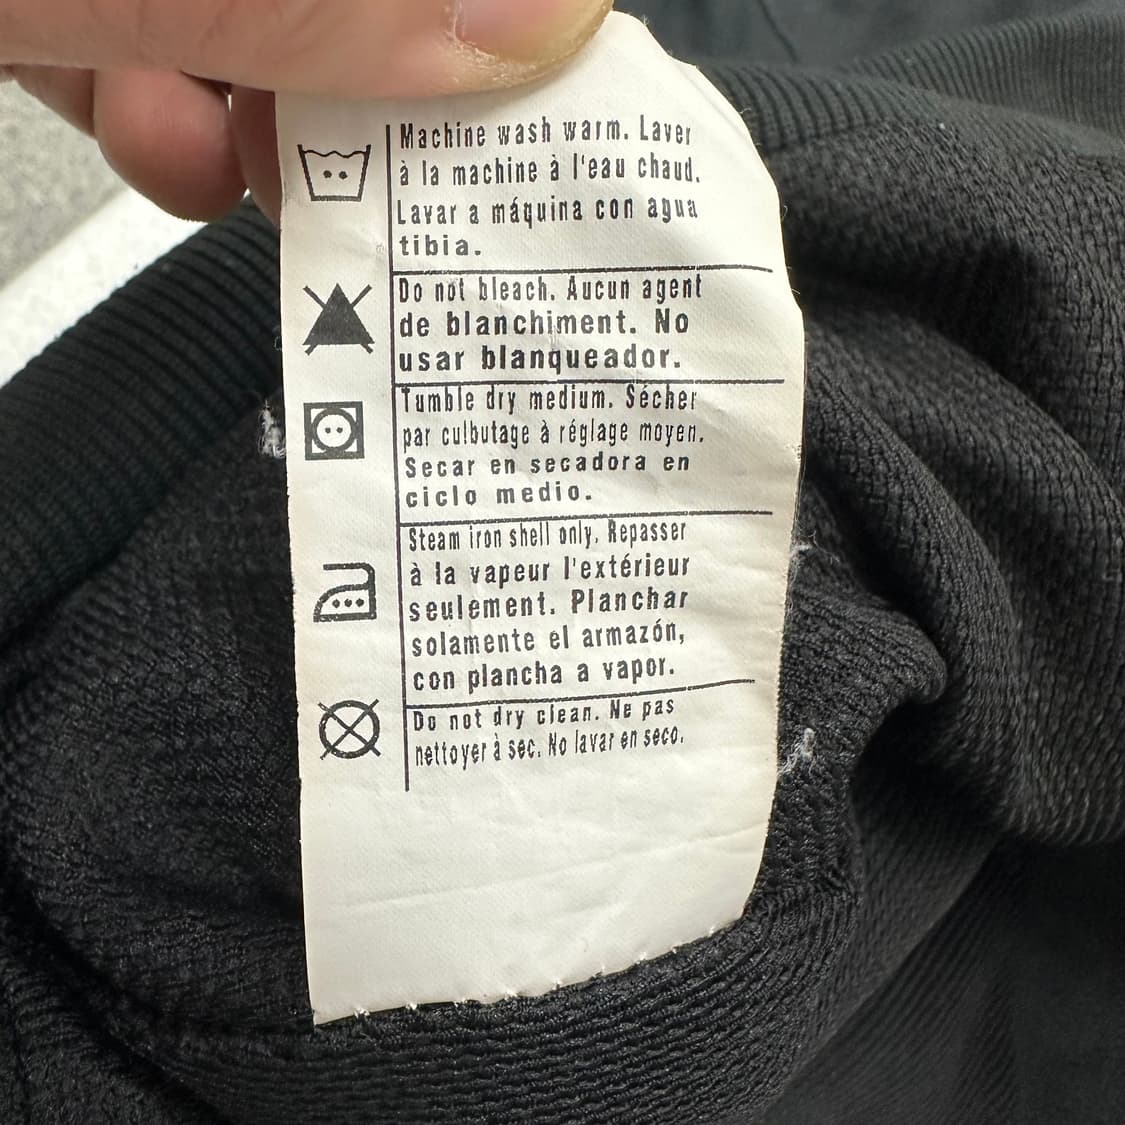 Machine wash warm. Laver
à la machine à l'eau chaud.
Lavar a máquina con agua
tibia.
Do not bleach. Aucun agent
de blanchiment. No
usar blanqueador.
Tumble dry medium. Sécher
par culbutage à réglage moyen.
Secar en secadora en
ciclo medio.
Steam iron shell only. Repasser
à la vapeur l'extérieur
seulement. Planchar
solamente el armazón,
con plancha a vapor.
Do not dry clean. Ne pas
nettoyer à sec. No lavar en seco.